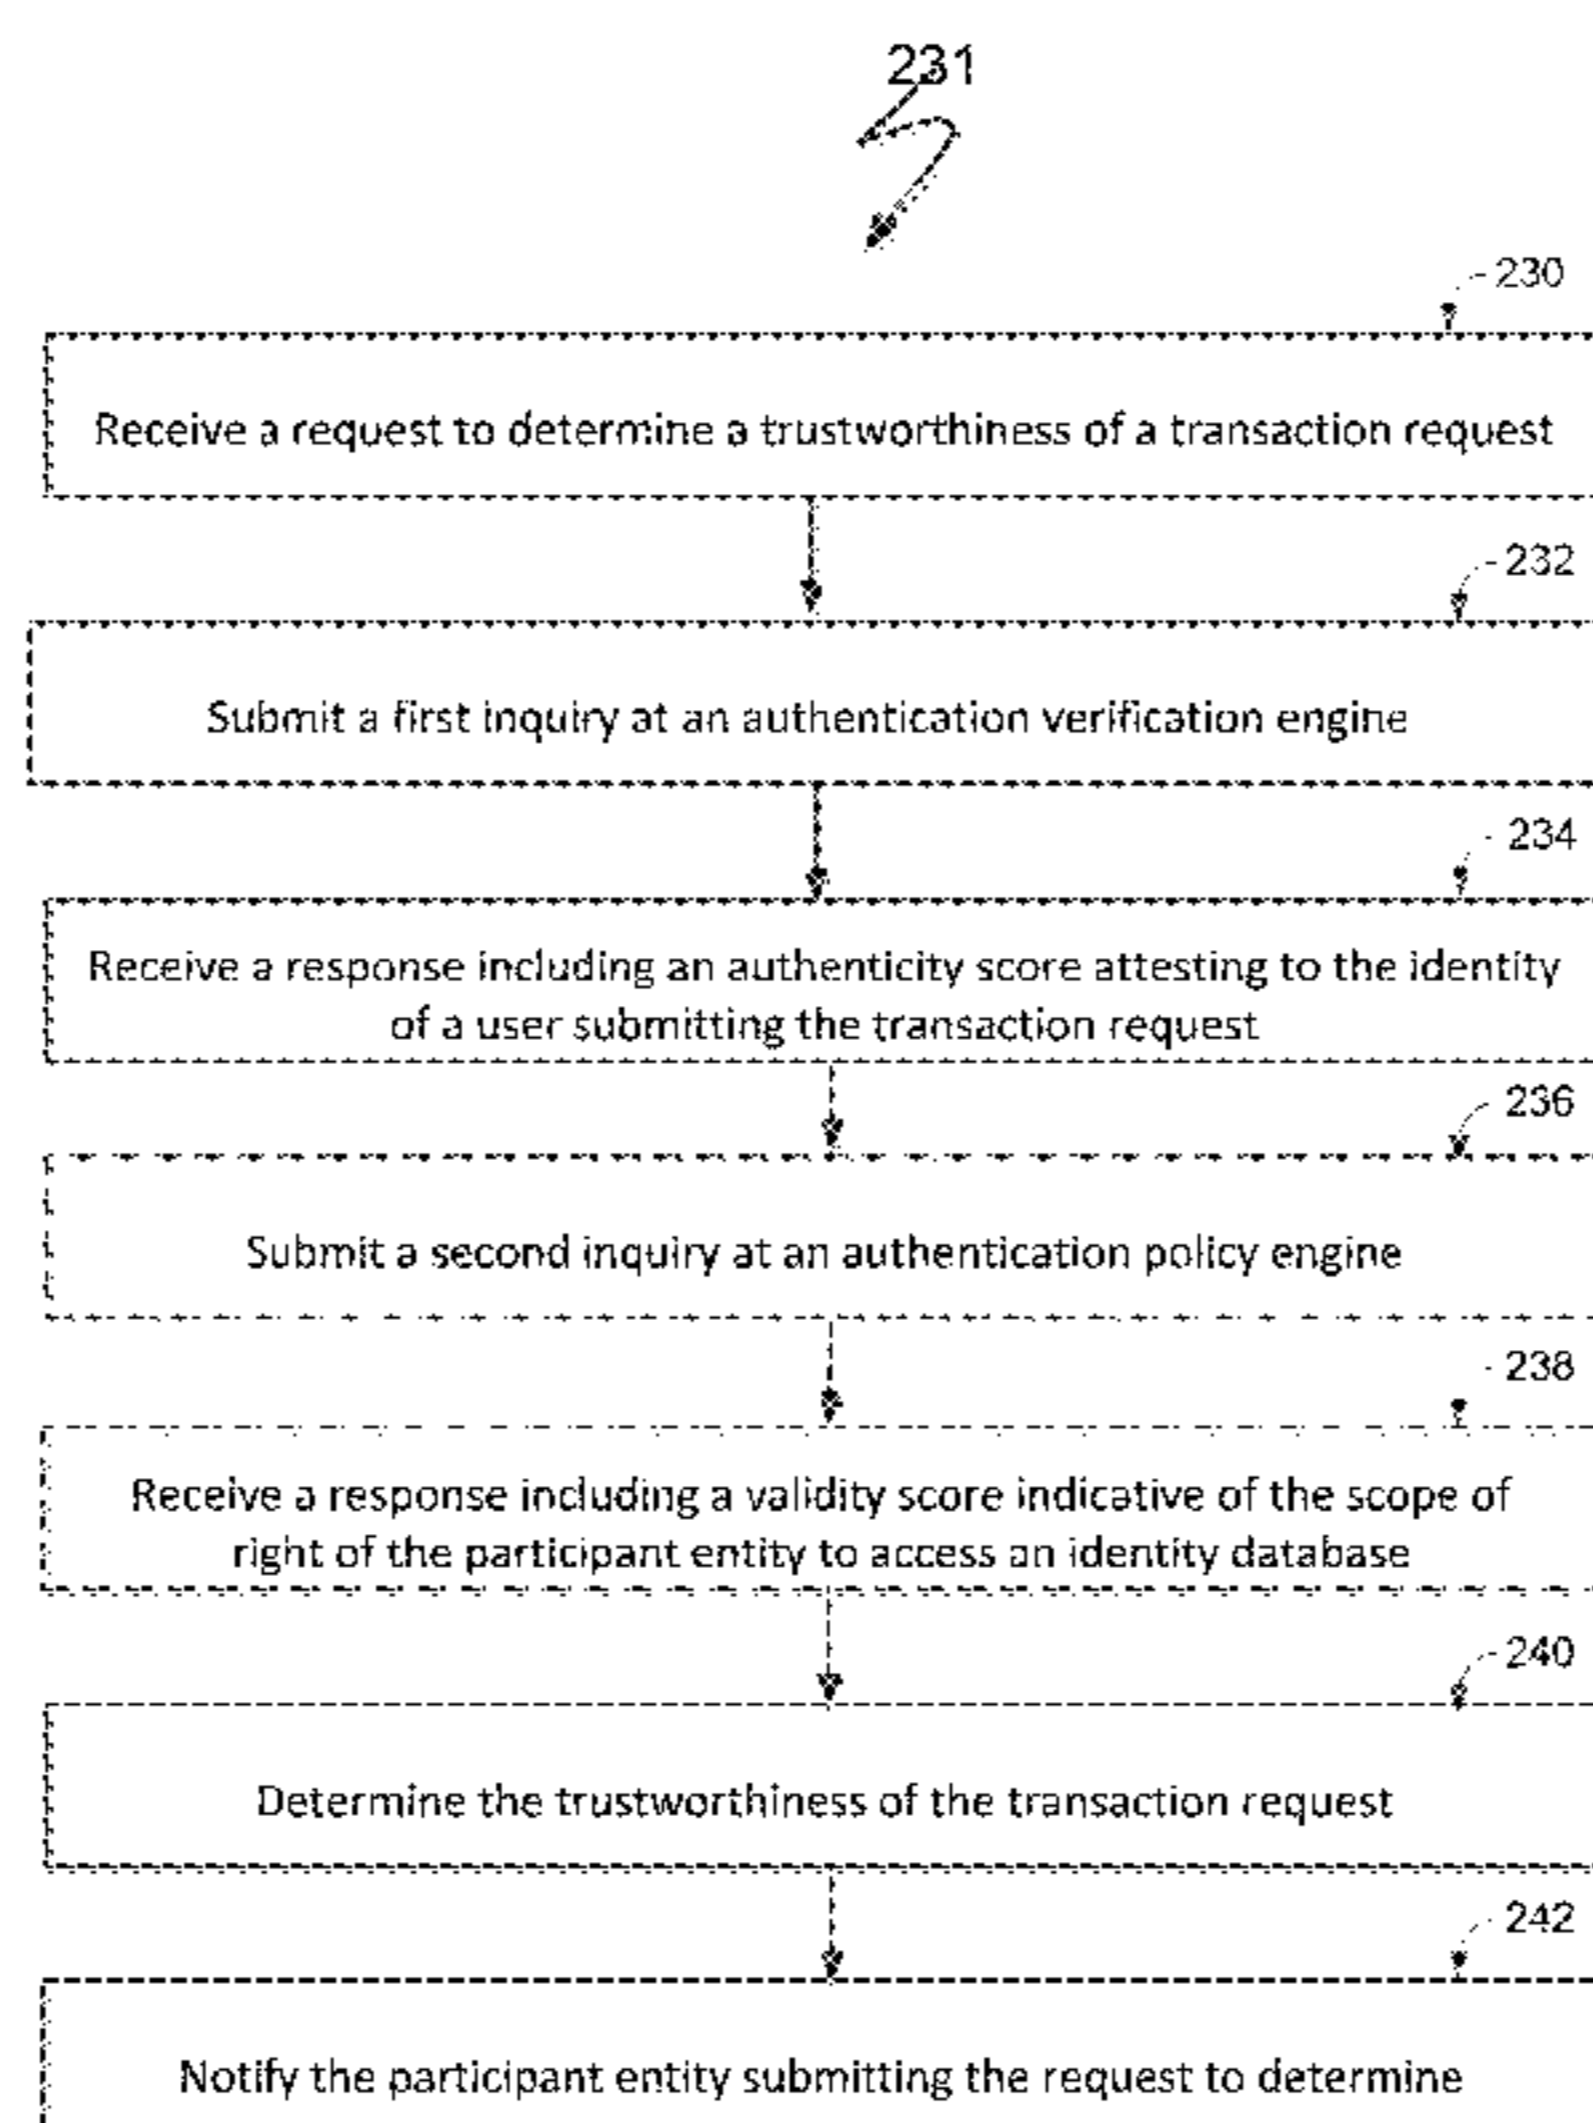 231
230
Receive a request to determine a trustworthiness of a transaction request
232
Submit a first inquiry at an authentication verification engine
234
Receive a response including an authenticity score attesting to the identity
of a user submitting the transaction request
236
Submit a second inquiry at an authentication policy engine
238
Receive a response including a validity score indicative of the scope of
right of the participant entity to access an identity database
240
Determine the trustworthiness of the transaction request
242
Notify the participant entity submitting the request to determine